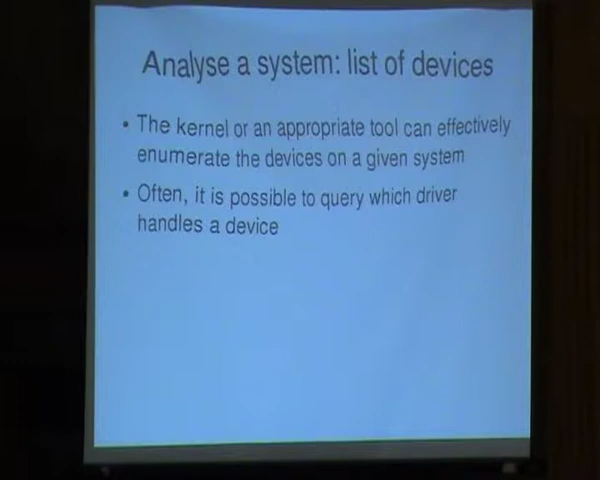 Analyse a system: list of devices
• The kernel or an appropriate tool can effectively
enumerate the devices on a given system
• Often, it is possible to query which driver
handles a device